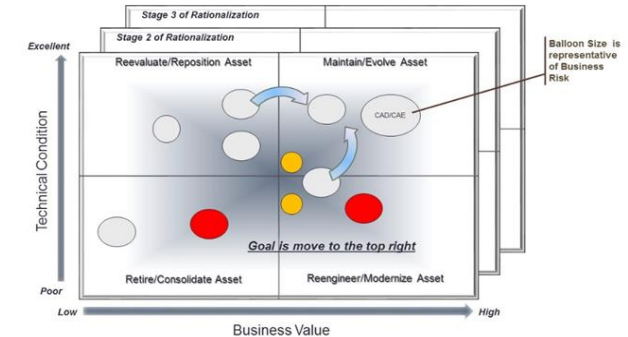 Stage 3 of Rationalization
Stage 2 of Rationalization
Excellent
Reevaluate/Reposition Asset
Maintain/Evolve Asset
Balloon Size is
representative
of Business
Risk
CAD/CAE
Technical Condition
Goal is move to the top right
Retire/Consolidate Asset
Reengineer/Modernize Asset
Poor
Low
High
Business Value